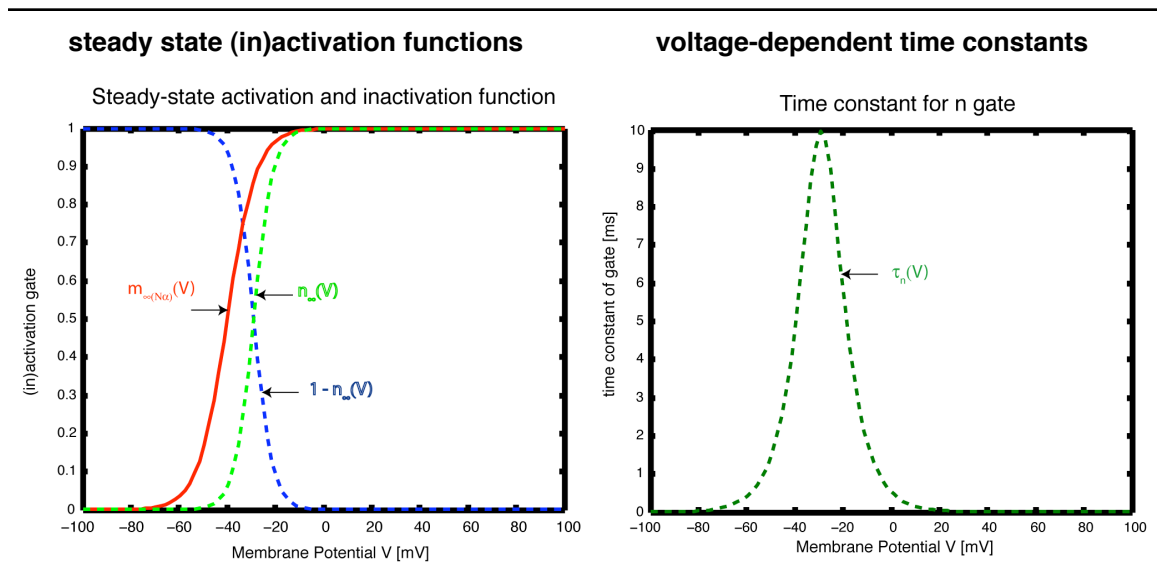 steady state (in)activation functions
Steady-state activation and inactivation function
1
0.9
0.8
0.7
0.6
0.5
0.4
0.3
0.2
0.1
0
(in)activation gate
m∞(Nα)(V)
n∞(V)
1 - n∞(V)
−100 −80 −60 −40 −20 0 20 40 60 80 100
Membrane Potential V [mV]
voltage-dependent time constants
Time constant for n gate
10
9
8
7
6
5
4
3
2
1
0
time constant of gate [ms]
τn(V)
−100 −80 −60 −40 −20 0 20 40 60 80 100
Membrane Potential V [mV]